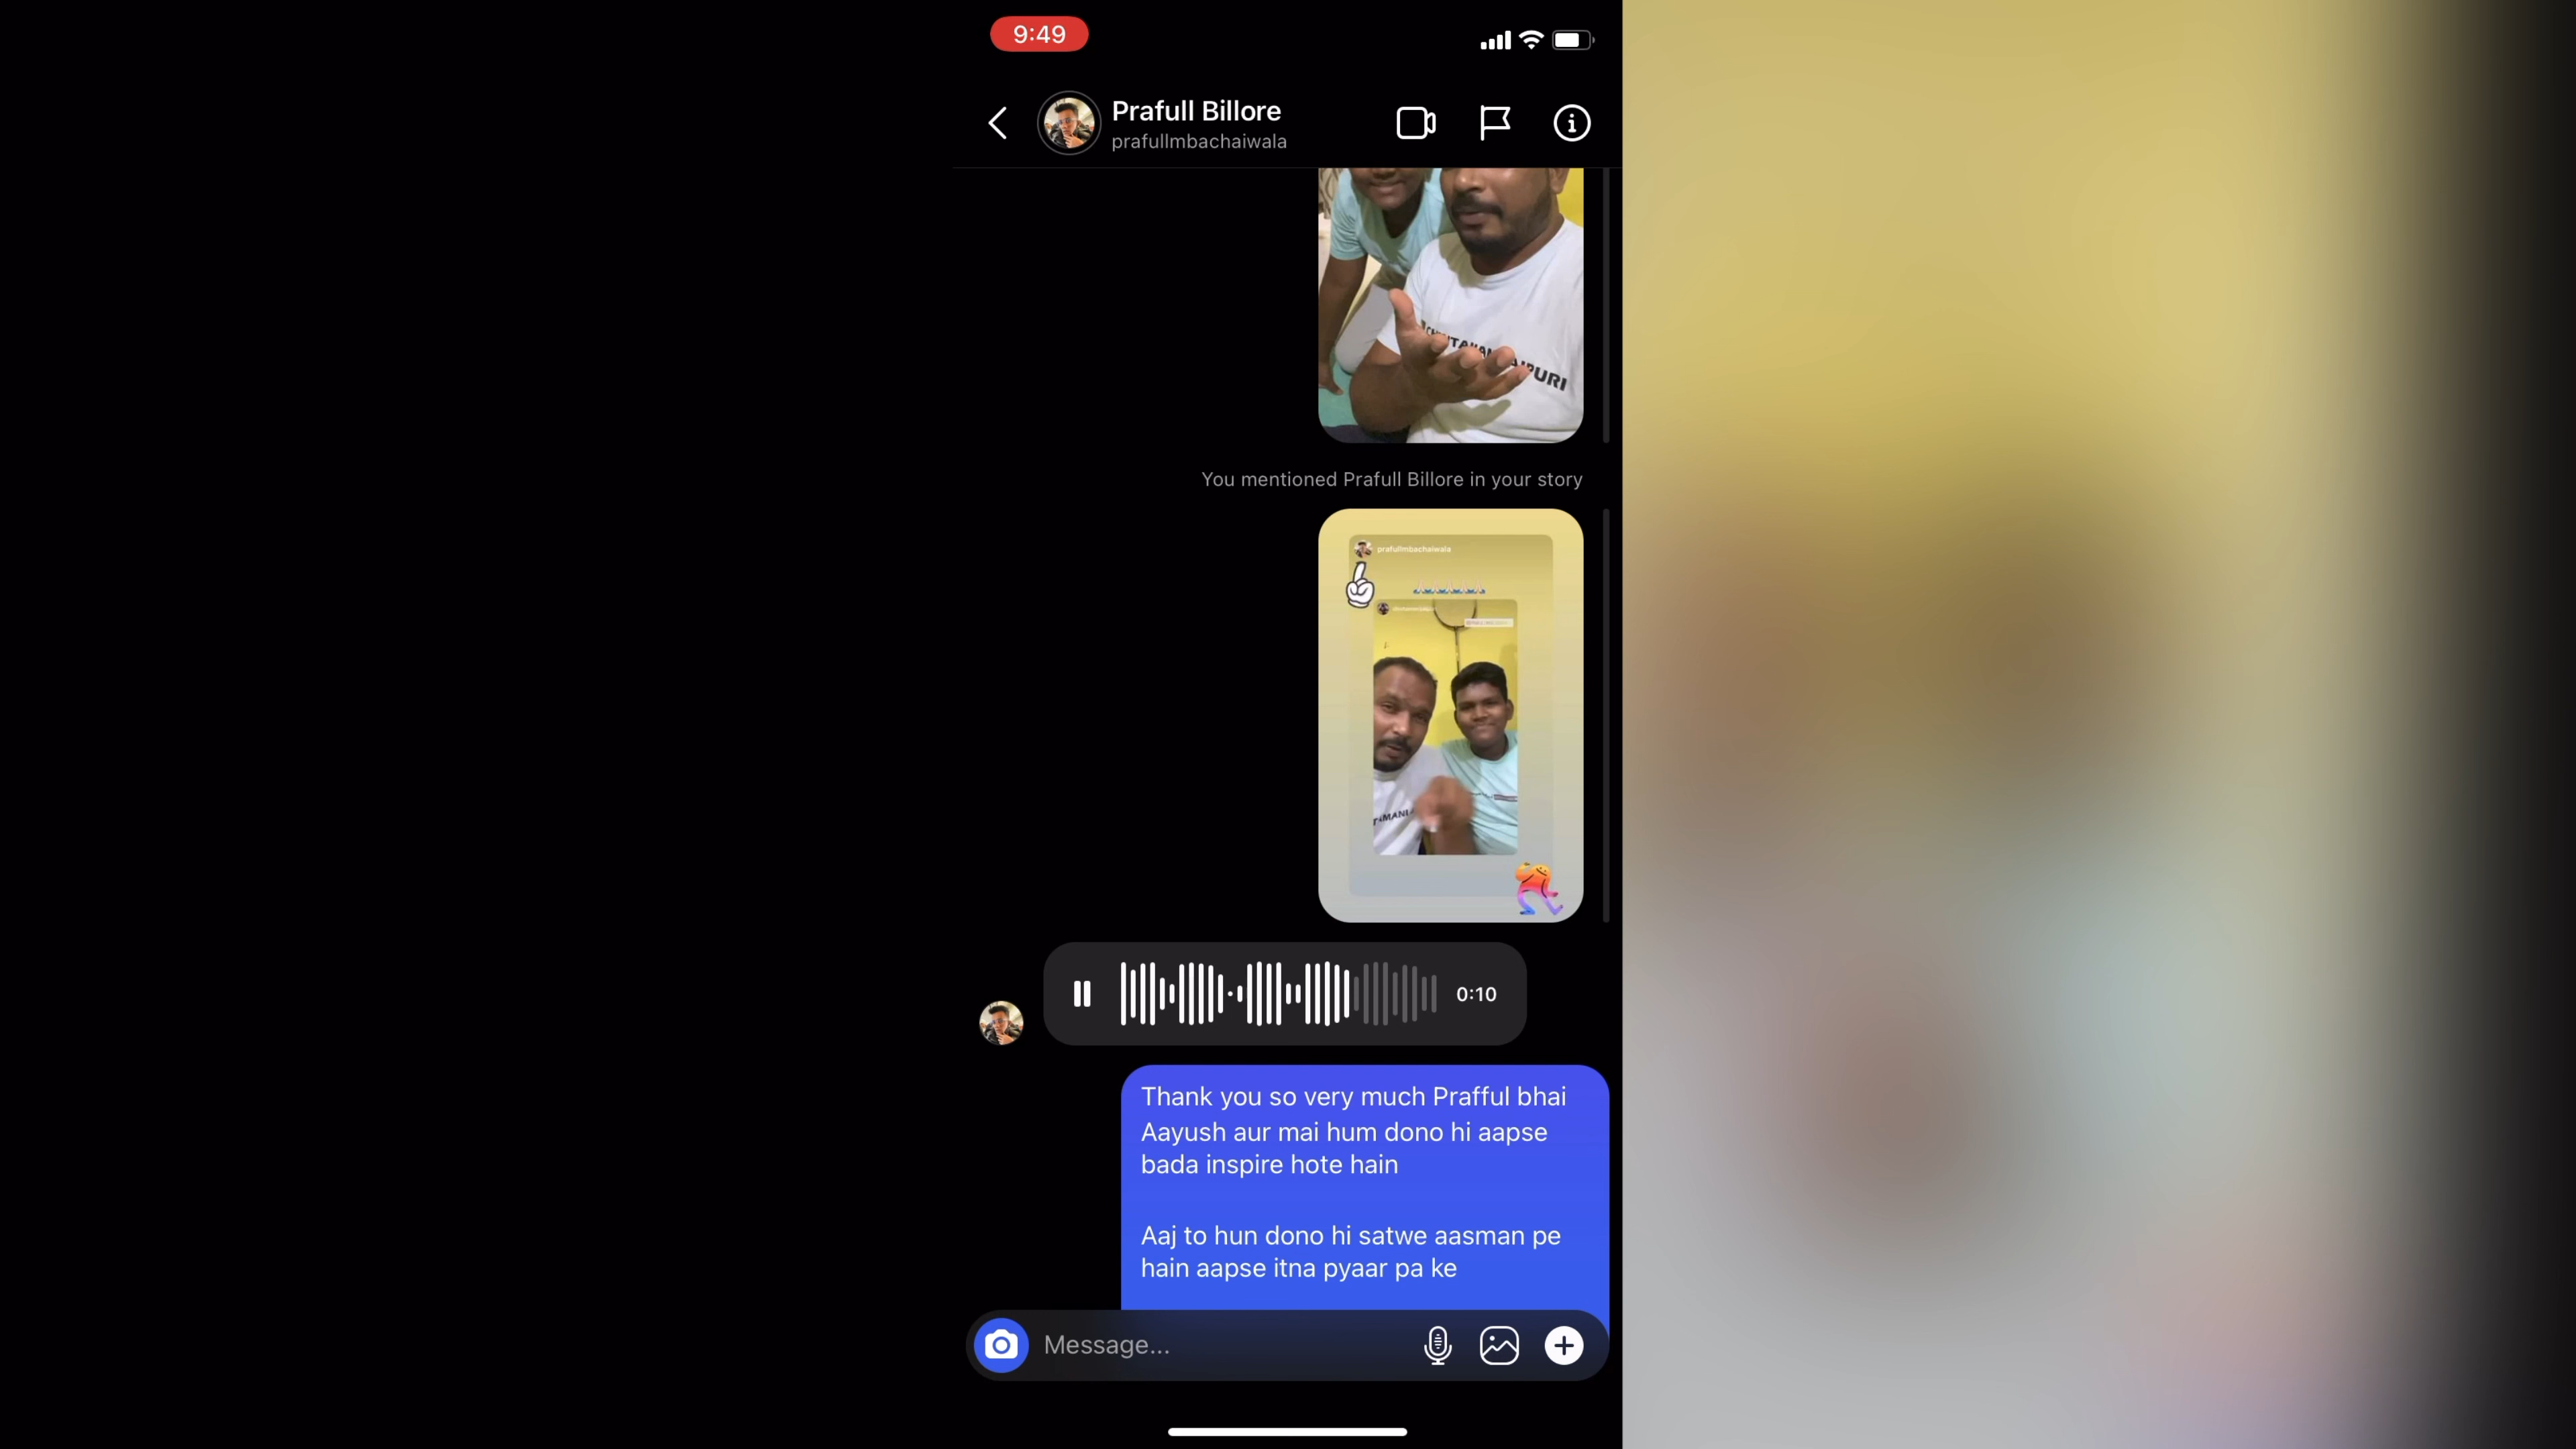 9:49
Prafull Billore
prafullmbachaiwala
PURI
You mentioned Prafull Billore in your story
prafullmbachaiwala
0:10
Thank you so very much Prafful bhai
Aayush aur mai hum dono hi aapse
bada inspire hote hain
Aaj to hun dono hi satwe aasman pe
hain aapse itna pyaar pa ke
Message...